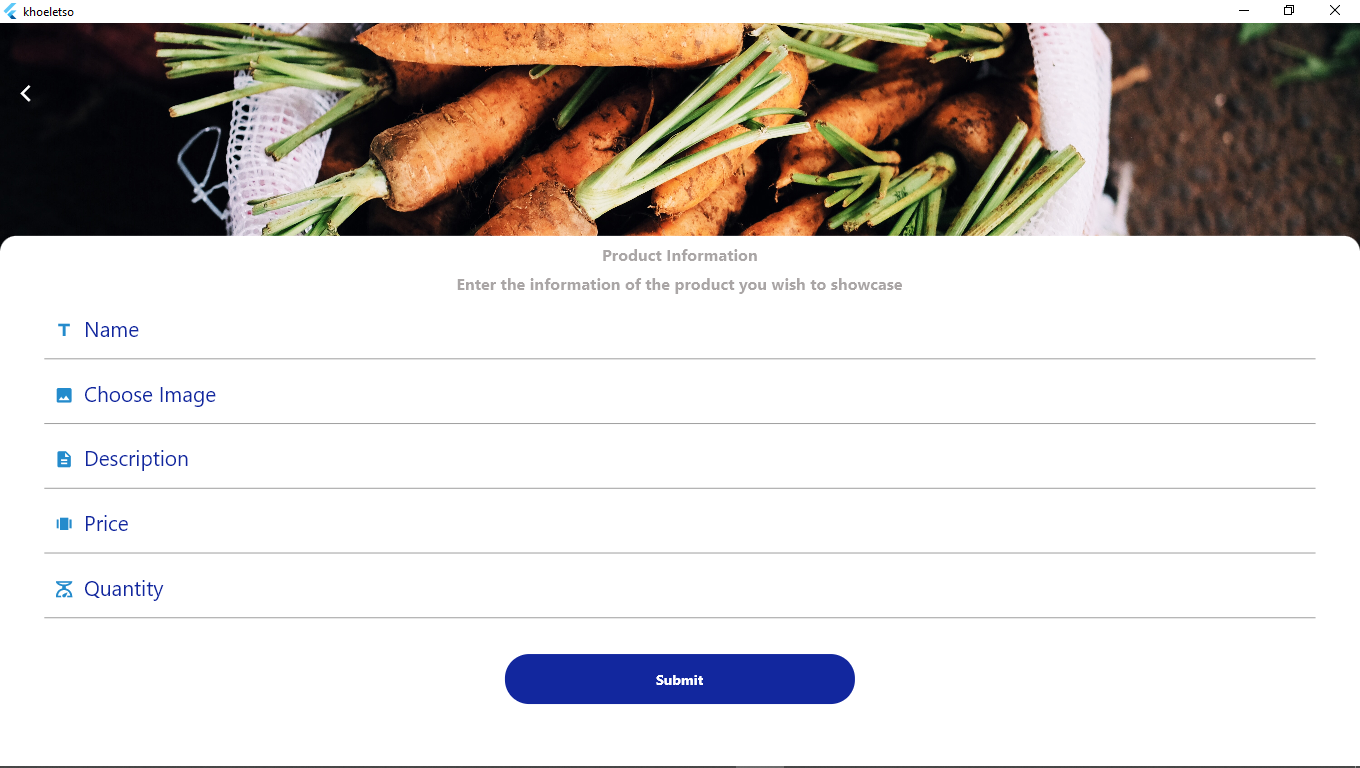 khoeletso
Product Information
Enter the information of the product you wish to showcase
Name
Choose Image
Description
Price
Quantity
Submit